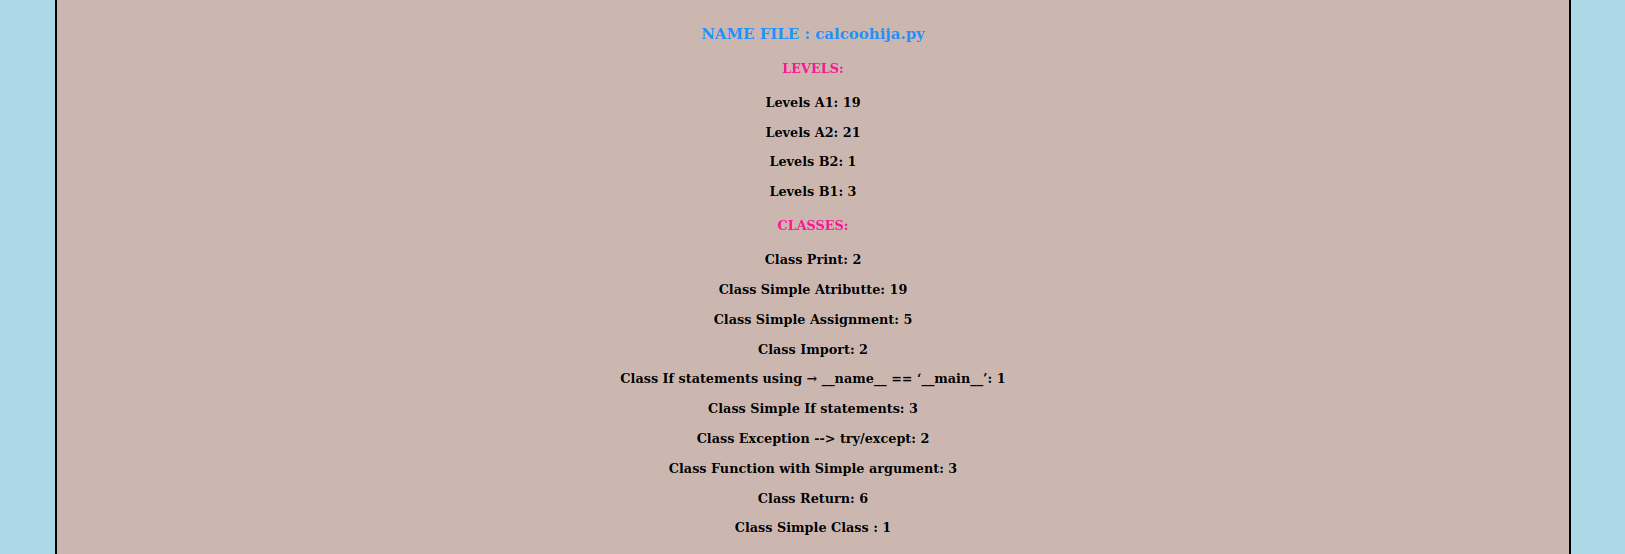 NAME FILE : calcoohija.py
LEVELS:
Levels A1: 19
Levels A2: 21
Levels B2: 1
Levels B1: 3
CLASSES:
Class Print: 2
Class Simple Atributte: 19
Class Simple Assignment: 5
Class Import: 2
Class If statements using → __name__ == ‘__main__’: 1
Class Simple If statements: 3
Class Exception --> try/except: 2
Class Function with Simple argument: 3
Class Return: 6
Class Simple Class : 1